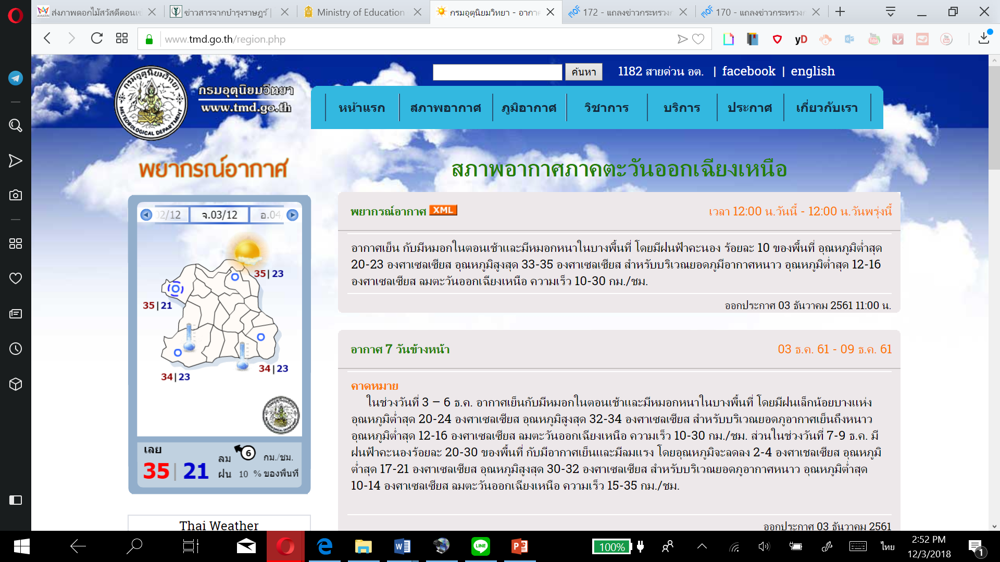 ส่งภาพดอกไม้สวัสดีตอนเช
ข่าวสารจากบำรุงราษฎร์ |
Ministry of Education
กรมอุตุนิยมวิทยา - อากาศ
172 - แถลงข่าวกระทรวงก
170 - แถลงข่าวกระทรวงก
www.tmd.go.th/region.php
yD
กรมอุตุนิยมวิทยา
METEOROLOGICAL DEPARTMENT
กรมอุตุนิยมวิทยา
www.tmd.go.th
ค้นหา
1182 สายด่วน อต. | facebook | english
หน้าแรก
สภาพอากาศ
ภูมิอากาศ
วิชาการ
บริการ
ประกาศ
เกี่ยวกับเรา
พยากรณ์อากาศ
สภาพอากาศภาคตะวันออกเฉียงเหนือ
02/12
จ.03/12
อ.04/
35|23
35|21
34|23
34|23
เลย
35|21
ลม 6 กม./ชม.
ฝน 10 % ของพื้นที่
Thai Weather
พยากรณ์อากาศ XML
เวลา 12:00 น.วันนี้ - 12:00 น.วันพรุ่งนี้
อากาศเย็น กับมีหมอกในตอนเช้าและมีหมอกหนาในบางพื้นที่ โดยมีฝนฟ้าคะนอง ร้อยละ 10 ของพื้นที่ อุณหภูมิต่ำสุด
20-23 องศาเซลเซียส อุณหภูมิสูงสุด 33-35 องศาเซลเซียส สำหรับบริเวณยอดภูมีอากาศหนาว อุณหภูมิต่ำสุด 12-16
องศาเซลเซียส ลมตะวันออกเฉียงเหนือ ความเร็ว 10-30 กม./ชม.
ออกประกาศ 03 ธันวาคม 2561 11:00 น.
อากาศ 7 วันข้างหน้า
03 ธ.ค. 61 - 09 ธ.ค. 61
คาดหมาย
ในช่วงวันที่ 3 – 6 ธ.ค. อากาศเย็นกับมีหมอกในตอนเช้าและมีหมอกหนาในบางพื้นที่ โดยมีฝนเล็กน้อยบางแห่ง
อุณหภูมิต่ำสุด 20-24 องศาเซลเซียส อุณหภูมิสูงสุด 32-34 องศาเซลเซียส สำหรับบริเวณยอดภูอากาศเย็นถึงหนาว
อุณหภูมิต่ำสุด 12-16 องศาเซลเซียส ลมตะวันออกเฉียงเหนือ ความเร็ว 10-30 กม./ชม. ส่วนในช่วงวันที่ 7-9 ธ.ค. มี
ฝนฟ้าคะนองร้อยละ 20-30 ของพื้นที่ กับมีอากาศเย็นและมีลมแรง โดยอุณหภูมิจะลดลง 2-4 องศาเซลเซียส อุณหภูมิ
ต่ำสุด 17-21 องศาเซลเซียส อุณหภูมิสูงสุด 30-32 องศาเซลเซียส สำหรับบริเวณยอดภูอากาศหนาว อุณหภูมิต่ำสุด
10-14 องศาเซลเซียส ลมตะวันออกเฉียงเหนือ ความเร็ว 15-35 กม./ชม.
ออกประกาศ 03 ธันวาคม 2561
LINE
100%
ไทย
2:52 PM
12/3/2018
1